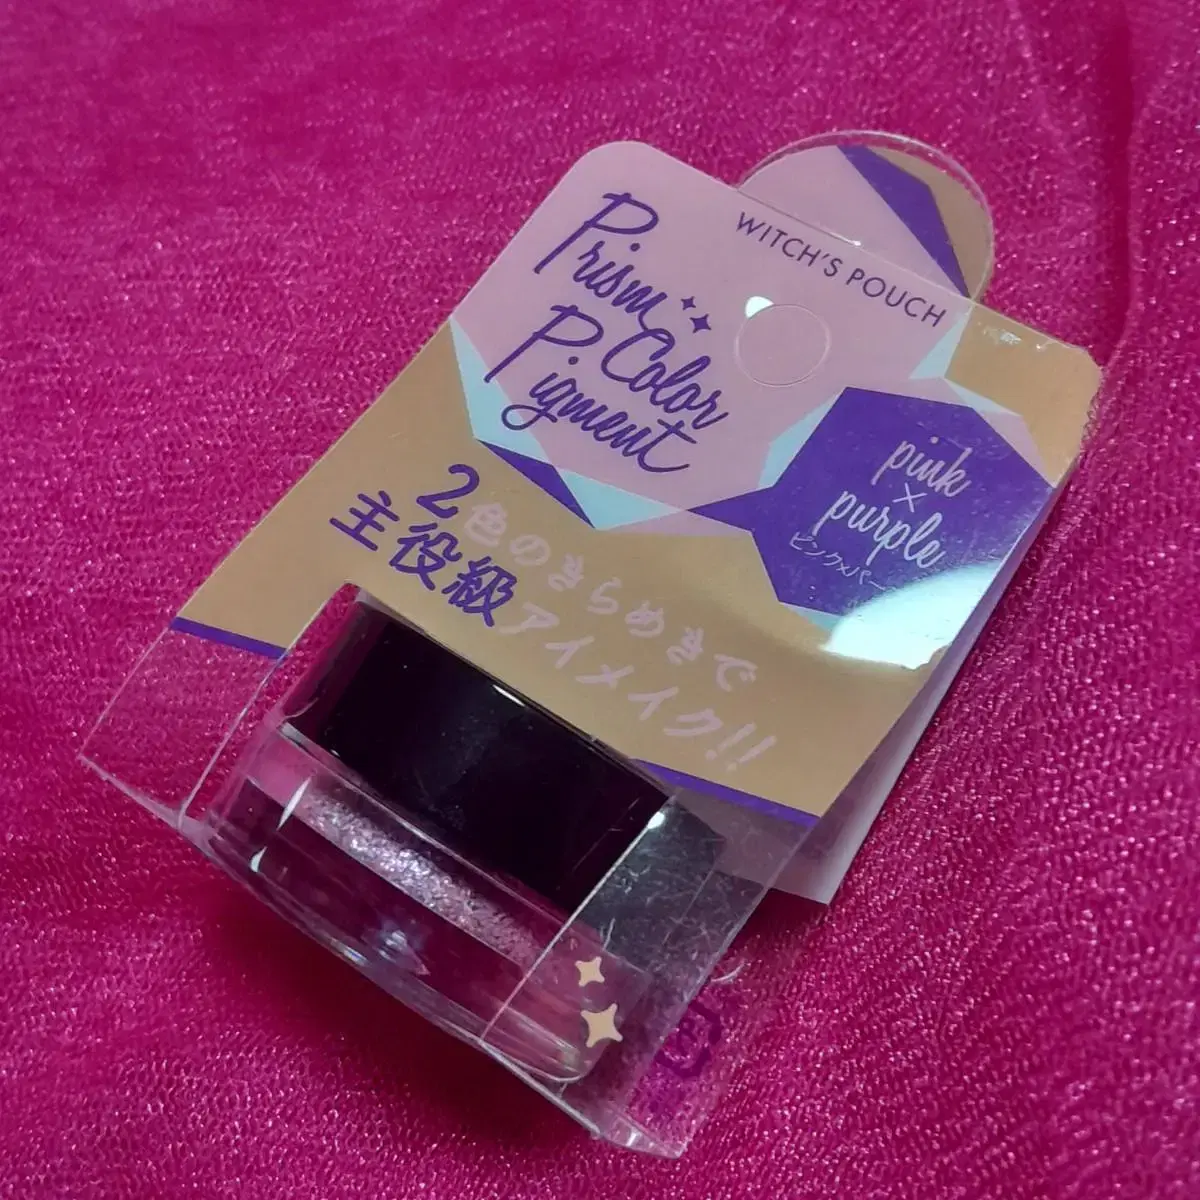 WITCH'S POUCH
Prism
Color
Pigment
pink
×
purple
ピンク×パー
2色のきらめきで
主役級アイメイク!!